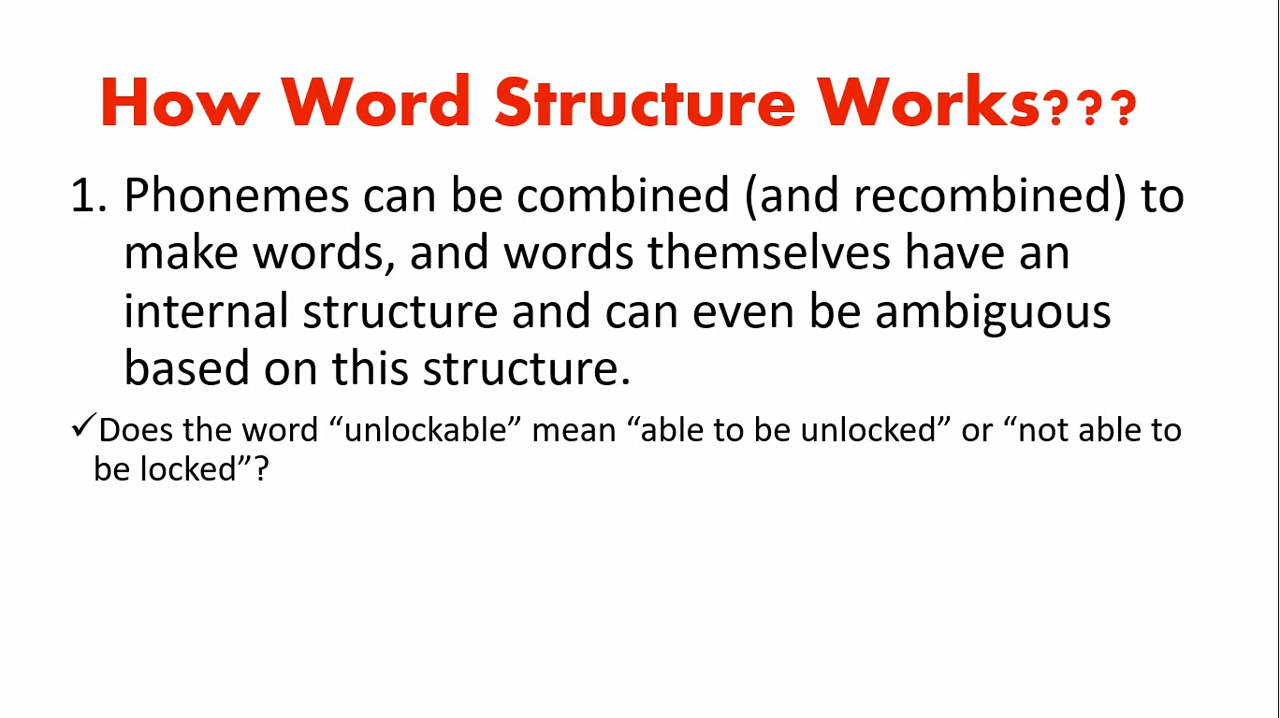 How Word Structure Works???
1. Phonemes can be combined (and recombined) to
make words, and words themselves have an
internal structure and can even be ambiguous
based on this structure.
✓Does the word “unlockable” mean “able to be unlocked” or “not able to
be locked”?